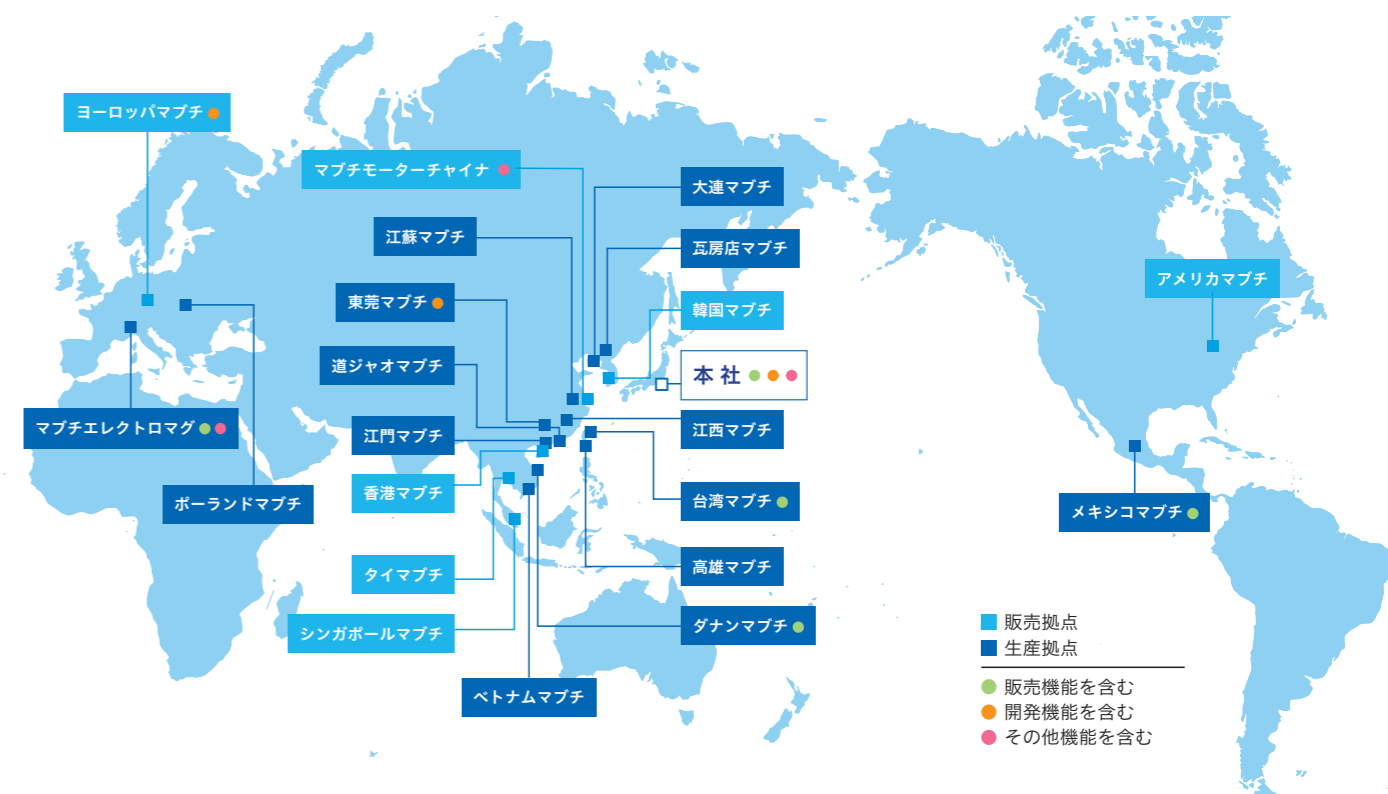 ヨーロッパマブチ
マブチモーターチャイナ
大連マブチ
江蘇マブチ
瓦房店マブチ
アメリカマブチ
東莞マブチ
韓国マブチ
道ジャオマブチ
本社
マブチエレクトロマグ
江門マブチ
江西マブチ
香港マブチ
ポーランドマブチ
台湾マブチ
メキシコマブチ
タイマブチ
高雄マブチ
シンガポールマブチ
ダナンマブチ
ベトナムマブチ
販売拠点
生産拠点
販売機能を含む
開発機能を含む
その他機能を含む